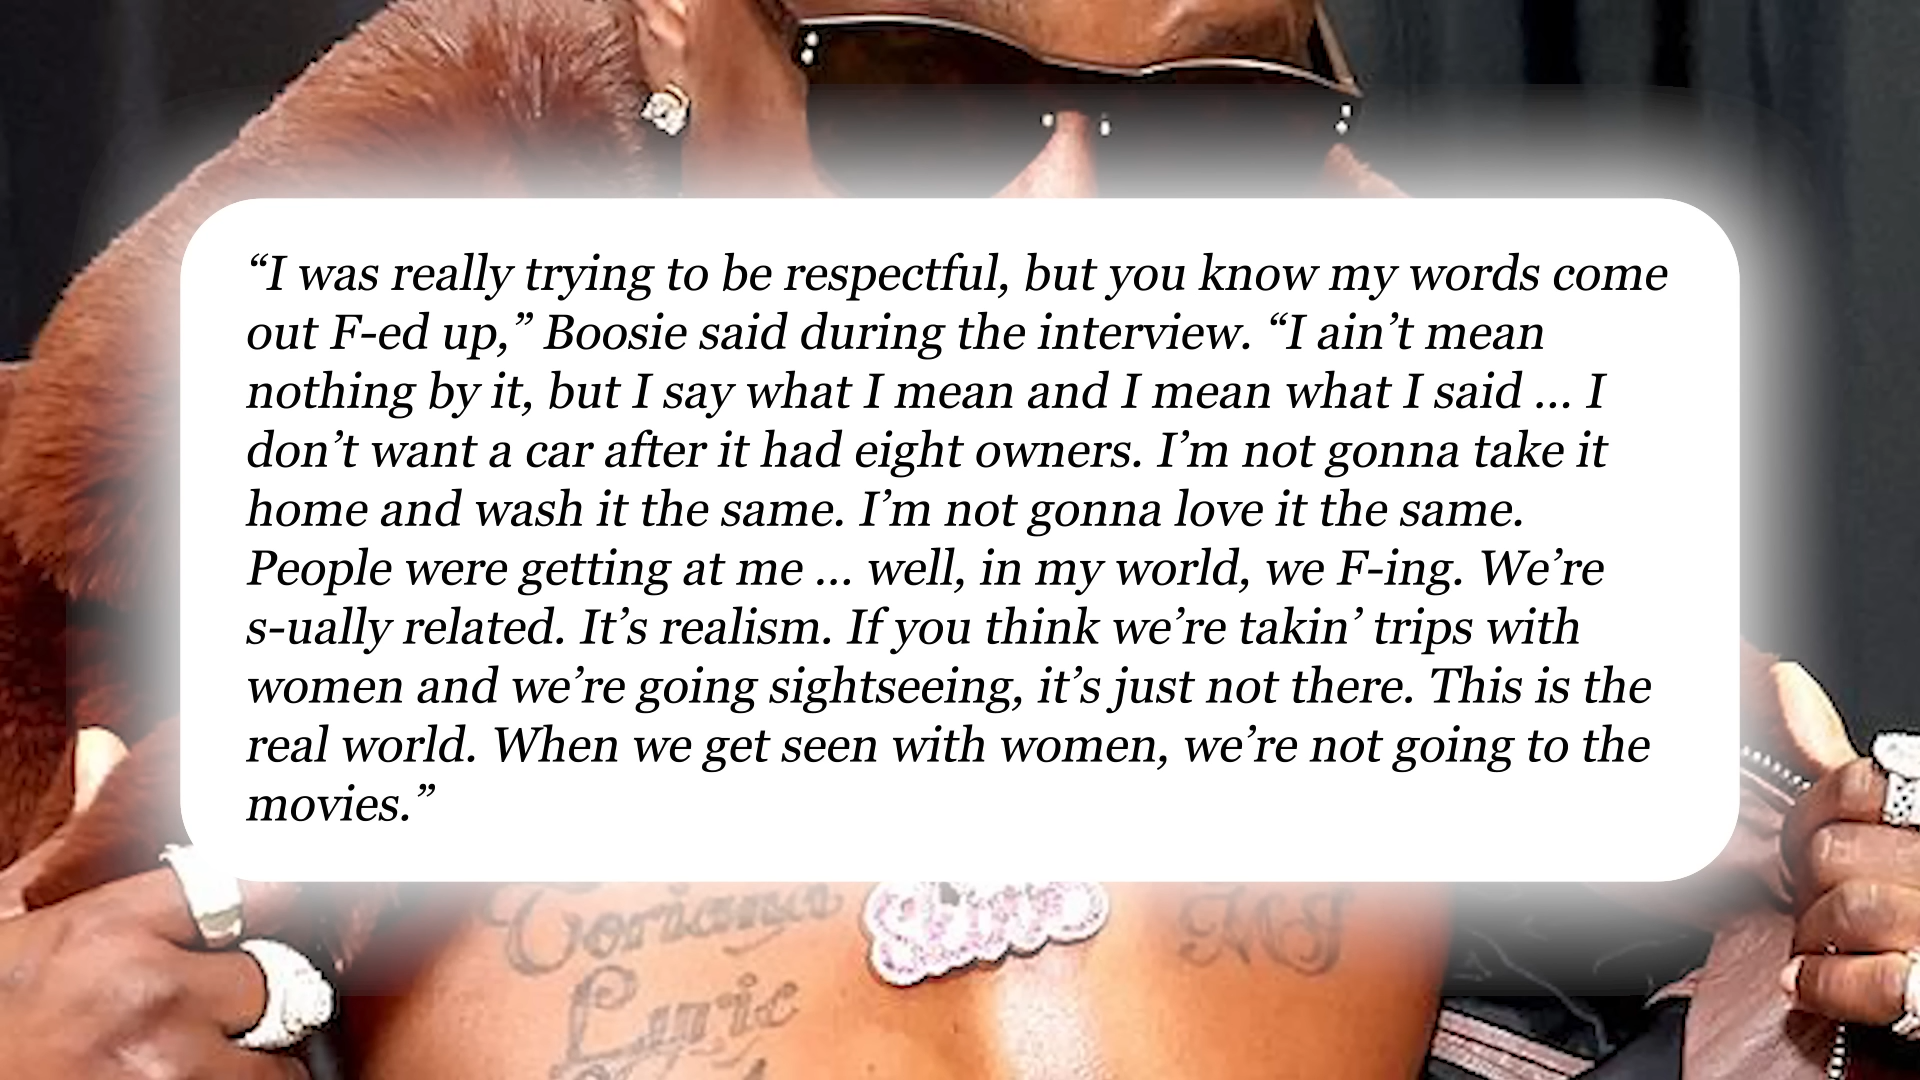 “I was really trying to be respectful, but you know my words come
out F-ed up,” Boosie said during the interview. “I ain’t mean
nothing by it, but I say what I mean and I mean what I said ... I
don’t want a car after it had eight owners. I’m not gonna take it
home and wash it the same. I’m not gonna love it the same.
People were getting at me ... well, in my world, we F-ing. We’re
s-ually related. It’s realism. If you think we’re takin’ trips with
women and we’re going sightseeing, it’s just not there. This is the
real world. When we get seen with women, we’re not going to the
movies.”
Toriana
Lyric